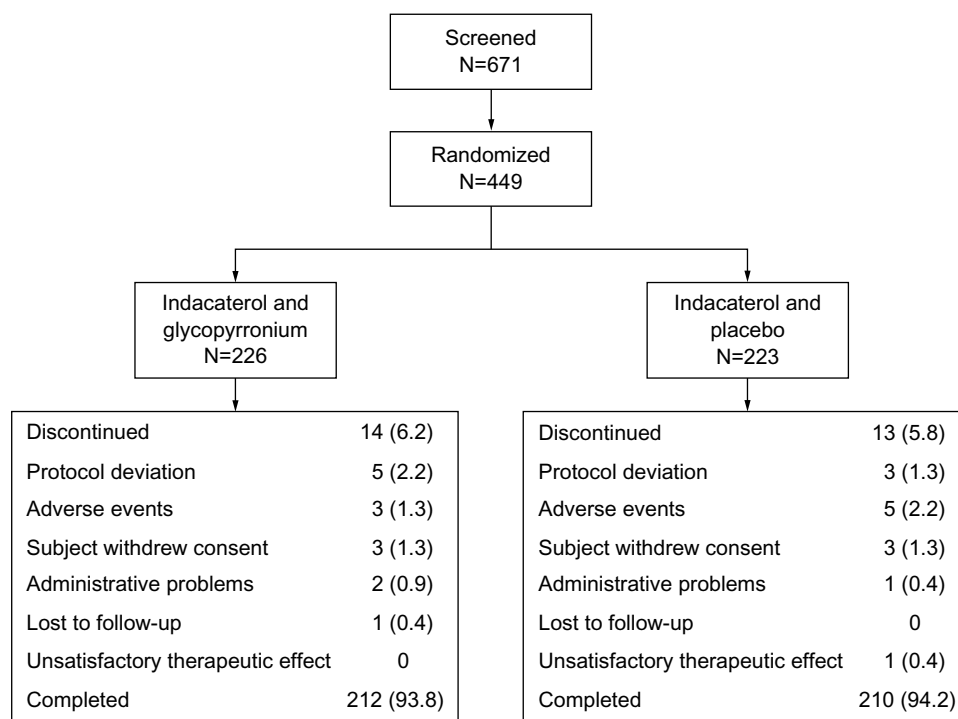 Screened
N=671
Randomized
N=449
Indacaterol and
glycopyrronium
N=226
Indacaterol and
placebo
N=223
Discontinued 14 (6.2)
Protocol deviation 5 (2.2)
Adverse events 3 (1.3)
Subject withdrew consent 3 (1.3)
Administrative problems 2 (0.9)
Lost to follow-up 1 (0.4)
Unsatisfactory therapeutic effect 0
Completed 212 (93.8)
Discontinued 13 (5.8)
Protocol deviation 3 (1.3)
Adverse events 5 (2.2)
Subject withdrew consent 3 (1.3)
Administrative problems 1 (0.4)
Lost to follow-up 0
Unsatisfactory therapeutic effect 1 (0.4)
Completed 210 (94.2)